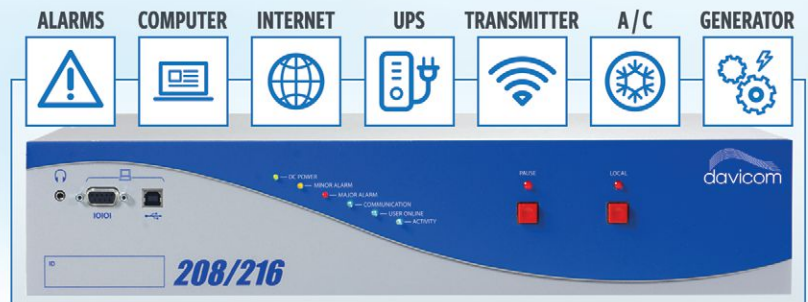 ALARMS
COMPUTER
INTERNET
UPS
TRANSMITTER
A/C
GENERATOR
DC POWER
MINOR ALARM
MAJOR ALARM
COMMUNICATION
USER ONLINE
ACTIVITY
PAUSE
LOCAL
davicom
IOIOI
ID
208/216